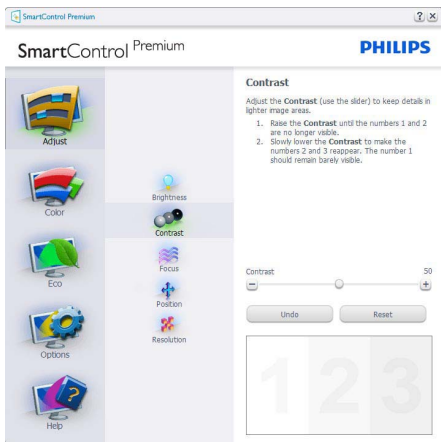 SmartControl Premium
SmartControl Premium
PHILIPS
Adjust
Color
Eco
Options
Help
Brightness
Contrast
Focus
Position
Resolution
Contrast
Adjust the Contrast (use the slider) to keep details in
lighter image areas.
1. Raise the Contrast until the numbers 1 and 2
are no longer visible.
2. Slowly lower the Contrast to make the
numbers 2 and 3 reappear. The number 1
should remain barely visible.
Contrast 50
Undo Reset
1 2 3